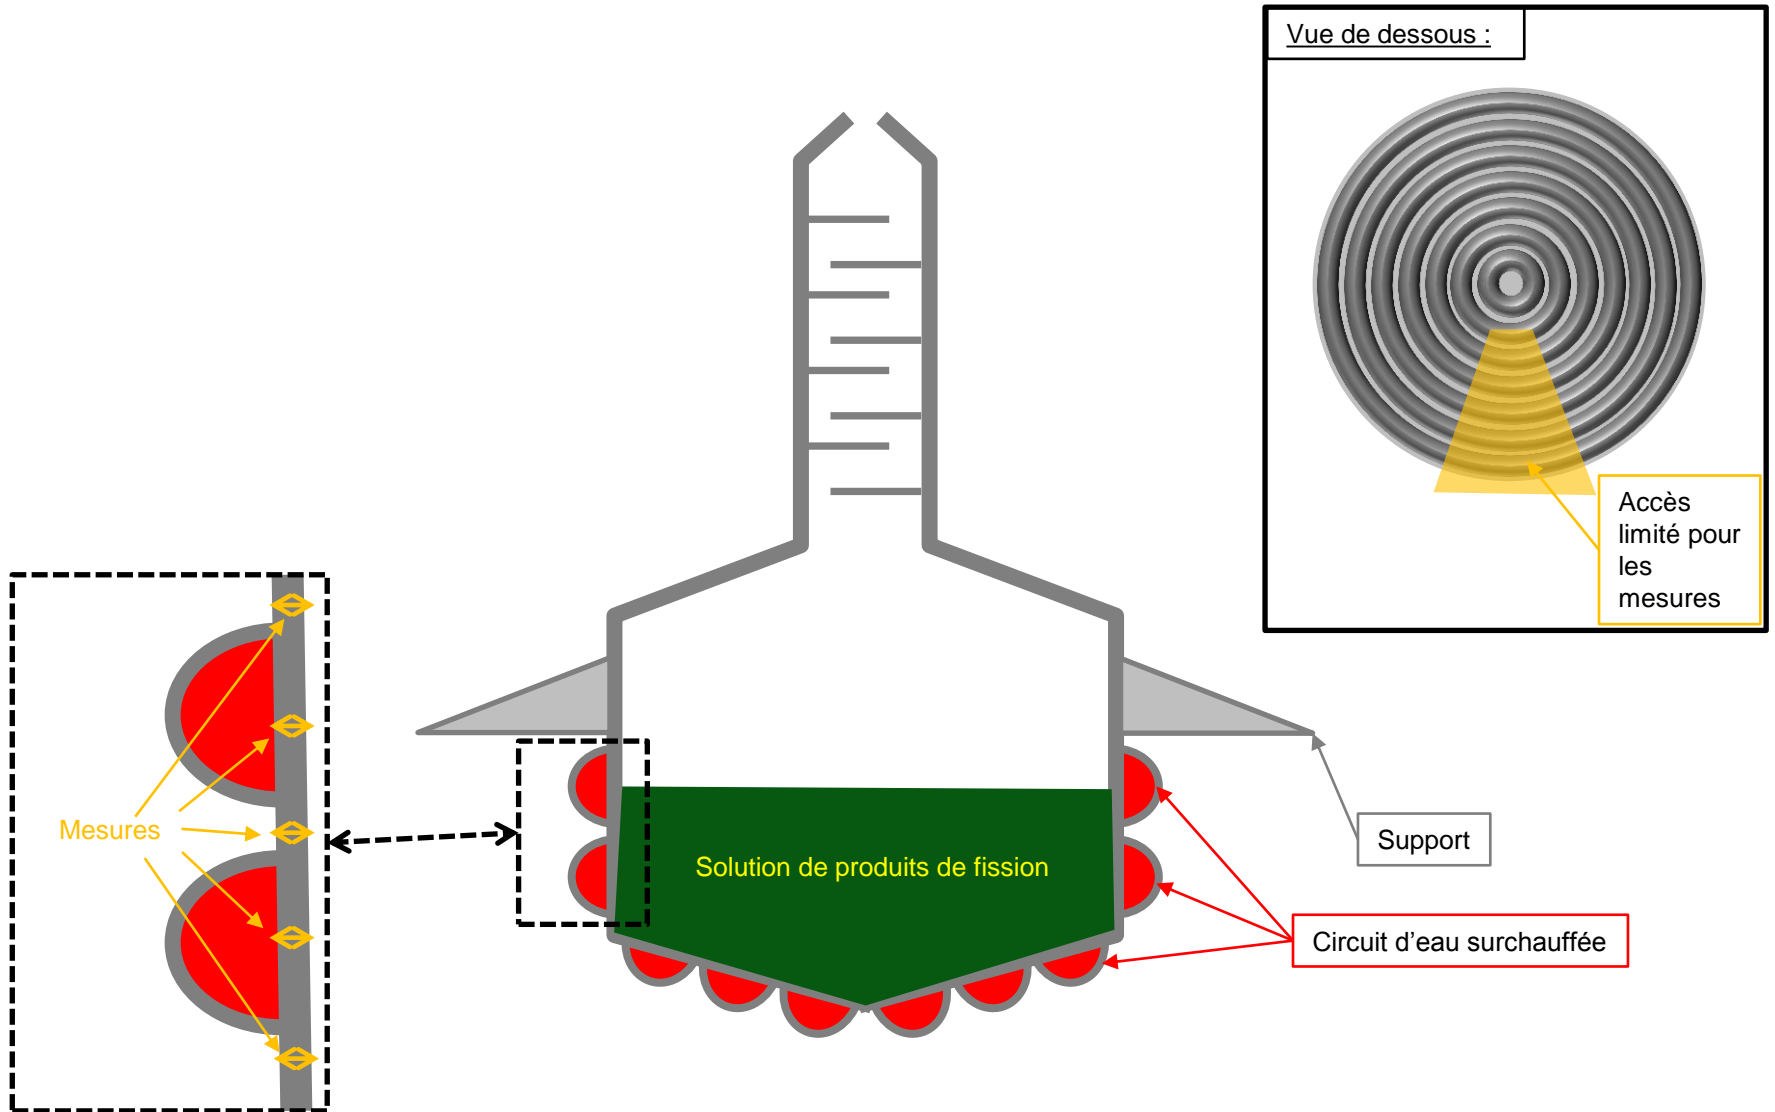 Vue de dessous :
Accès
limité pour
les
mesures
Mesures
Support
Solution de produits de fission
Circuit d’eau surchauffée